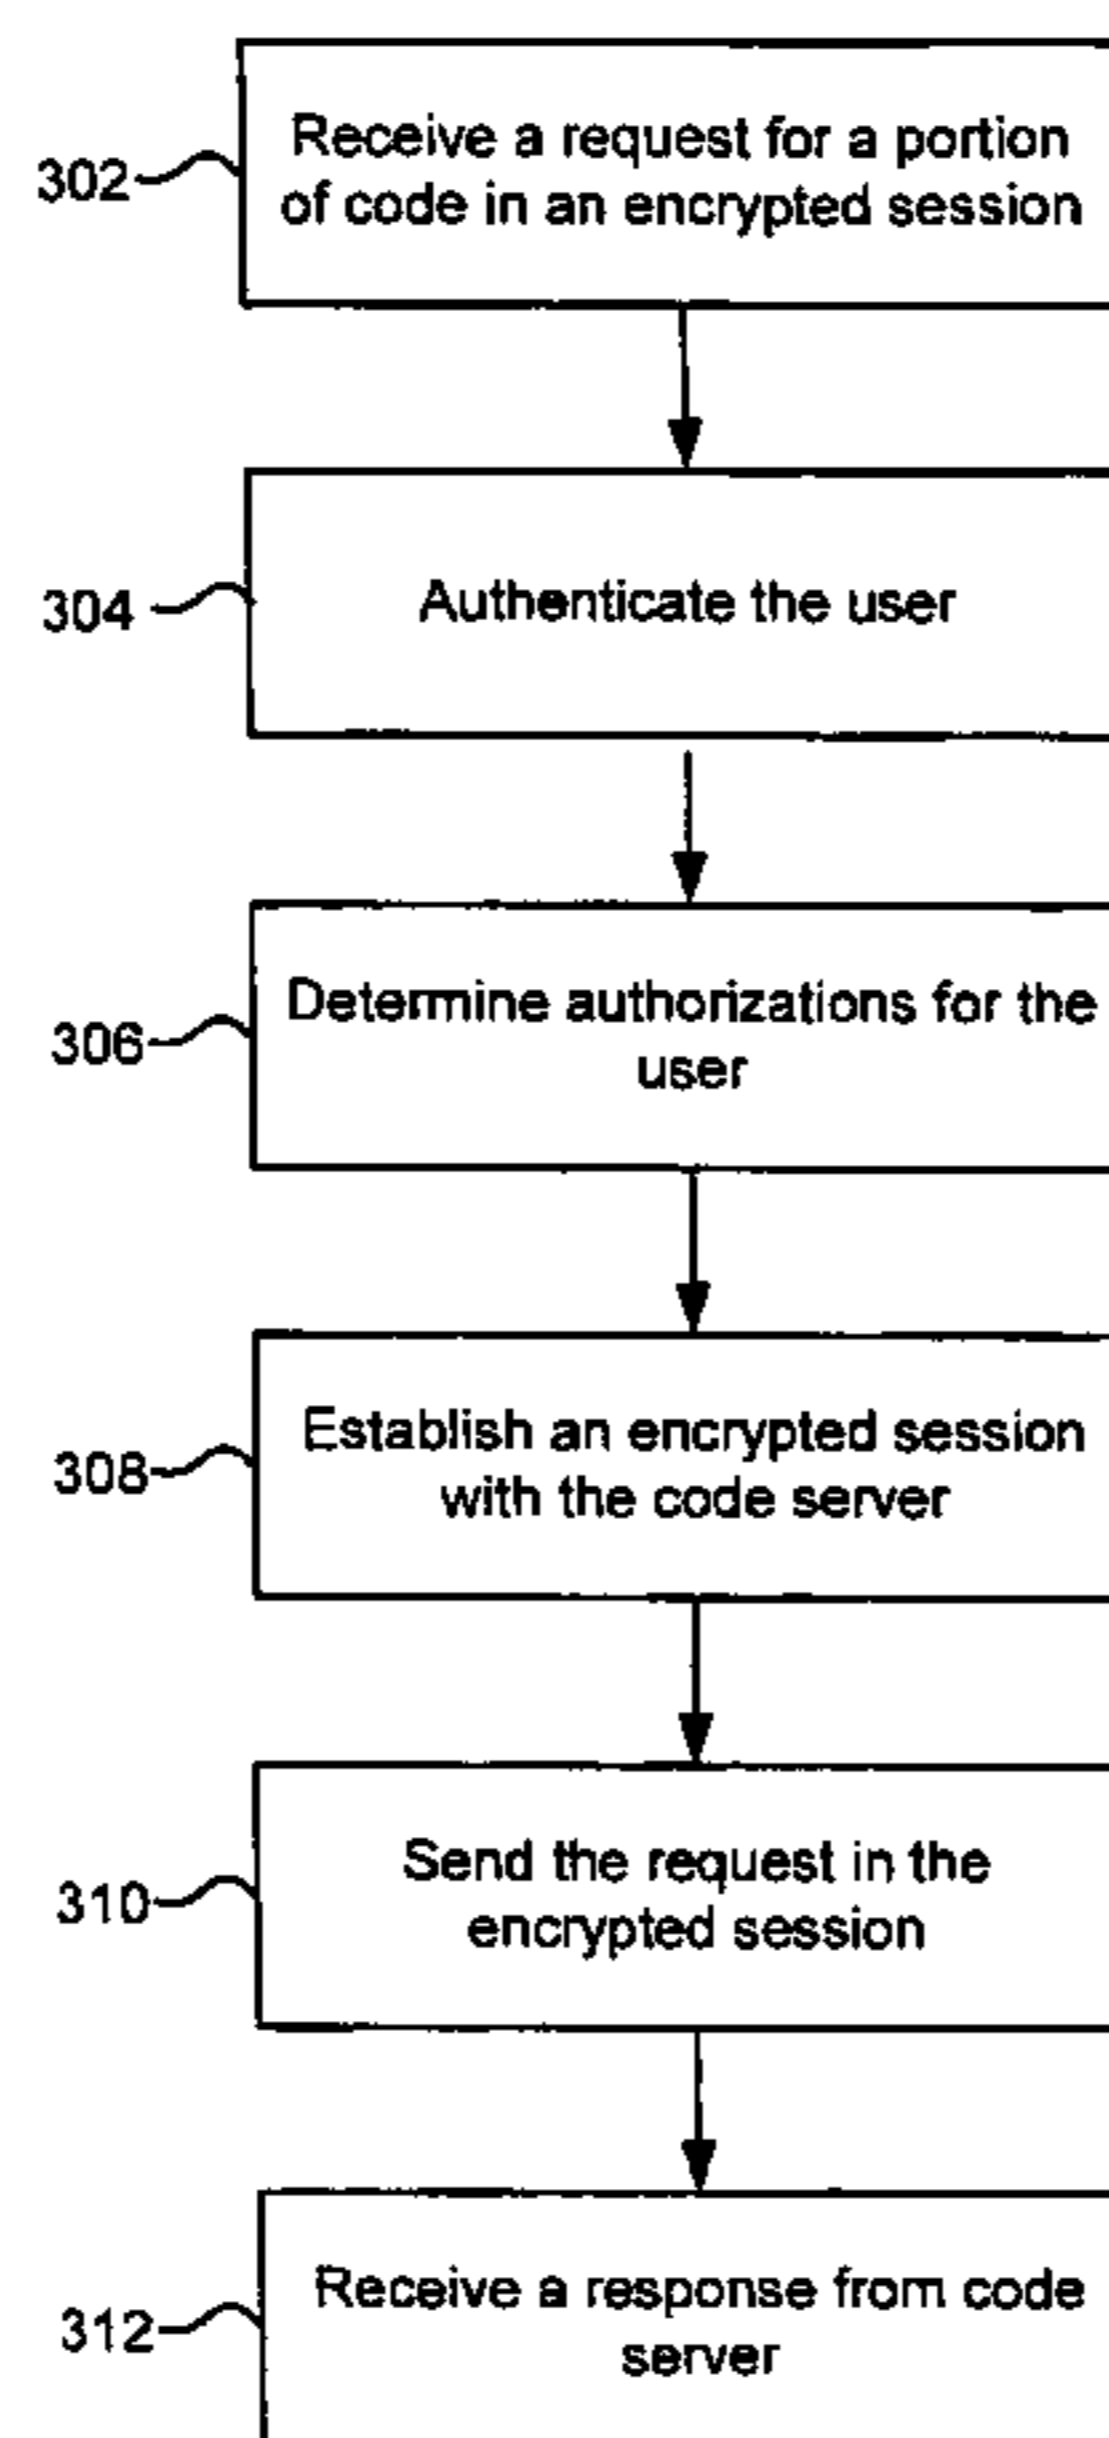 302
Receive a request for a portion
of code in an encrypted session
304
Authenticate the user
306
Determine authorizations for the
user
308
Establish an encrypted session
with the code server
310
Send the request in the
encrypted session
312
Receive a response from code
server